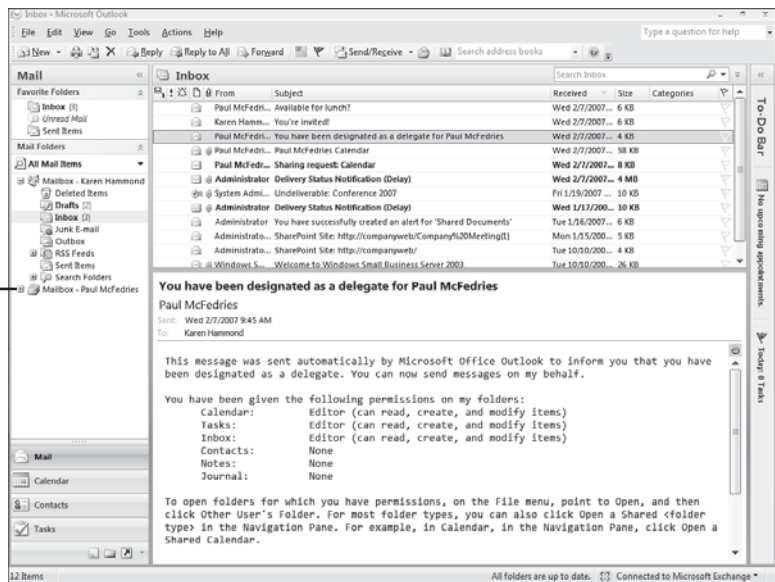 Inbox - Microsoft Outlook
File Edit View Go Tools Actions Help
Type a question for help
New Reply Reply to All Forward Send/Receive Search address books
Mail
Favorite Folders
Inbox (3)
Unread Mail
Sent Items
Mail Folders
All Mail Items
Mailbox - Karen Hammond
Deleted Items
Drafts [2]
Inbox (3)
Junk E-mail
Outbox
RSS Feeds
Sent Items
Search Folders
Mailbox - Paul McFedries
Mail
Calendar
Contacts
Tasks
Inbox
Search Inbox
From Subject Received Size Categories
Paul McFedri... Available for lunch? Wed 2/7/2007... 6 KB
Karen Hamm... You're invited! Wed 2/7/2007... 6 KB
Paul McFedri... You have been designated as a delegate for Paul McFedries Wed 2/7/2007... 4 KB
Paul McFedri... Paul McFedries Calendar Wed 2/7/2007... 58 KB
Paul McFedr... Sharing request: Calendar Wed 2/7/2007... 8 KB
Administrator Delivery Status Notification (Delay) Wed 2/7/2007... 4 MB
System Admi... Undeliverable: Conference 2007 Fri 1/19/2007 ... 10 KB
Administrator Delivery Status Notification (Delay) Wed 1/17/200... 10 KB
Administrator You have successfully created an alert for 'Shared Documents' Tue 1/16/2007... 6 KB
Administrato... SharePoint Site: http://companyweb/Company%20Meeting(1) Mon 1/15/200... 5 KB
Administrato... SharePoint Site: http://companyweb/ Tue 10/10/200... 4 KB
Windows S... Welcome to Windows Small Business Server 2003 Tue 10/10/200... 26 KB
You have been designated as a delegate for Paul McFedries
Paul McFedries
Sent: Wed 2/7/2007 9:45 AM
To: Karen Hammond
This message was sent automatically by Microsoft Office Outlook to inform you that you have
been designated as a delegate. You can now send messages on my behalf.
You have been given the following permissions on my folders:
Calendar: Editor (can read, create, and modify items)
Tasks: Editor (can read, create, and modify items)
Inbox: Editor (can read, create, and modify items)
Contacts: None
Notes: None
Journal: None
To open folders for which you have permissions, on the File menu, point to Open, and then
click Other User's Folder. For most folder types, you can also click Open a Shared <folder
type> in the Navigation Pane. For example, in Calendar, in the Navigation Pane, click Open a
Shared Calendar.
To-Do Bar
No upcoming appointments.
Today: 0 Tasks
12 Items
All folders are up to date. Connected to Microsoft Exchange